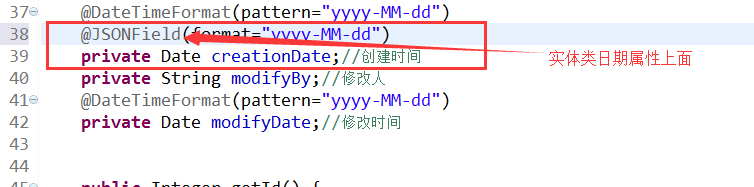 37 @DateTimeFormat(pattern="yyyy-MM-dd")
38 @JSONField(format="yyyy-MM-dd")
39 private Date creationDate;//创建时间
实体类日期属性上面
40 private String modifyBy;//修改人
41 @DateTimeFormat(pattern="yyyy-MM-dd")
42 private Date modifyDate;//修改时间
43
44
45 public Integer getId() {